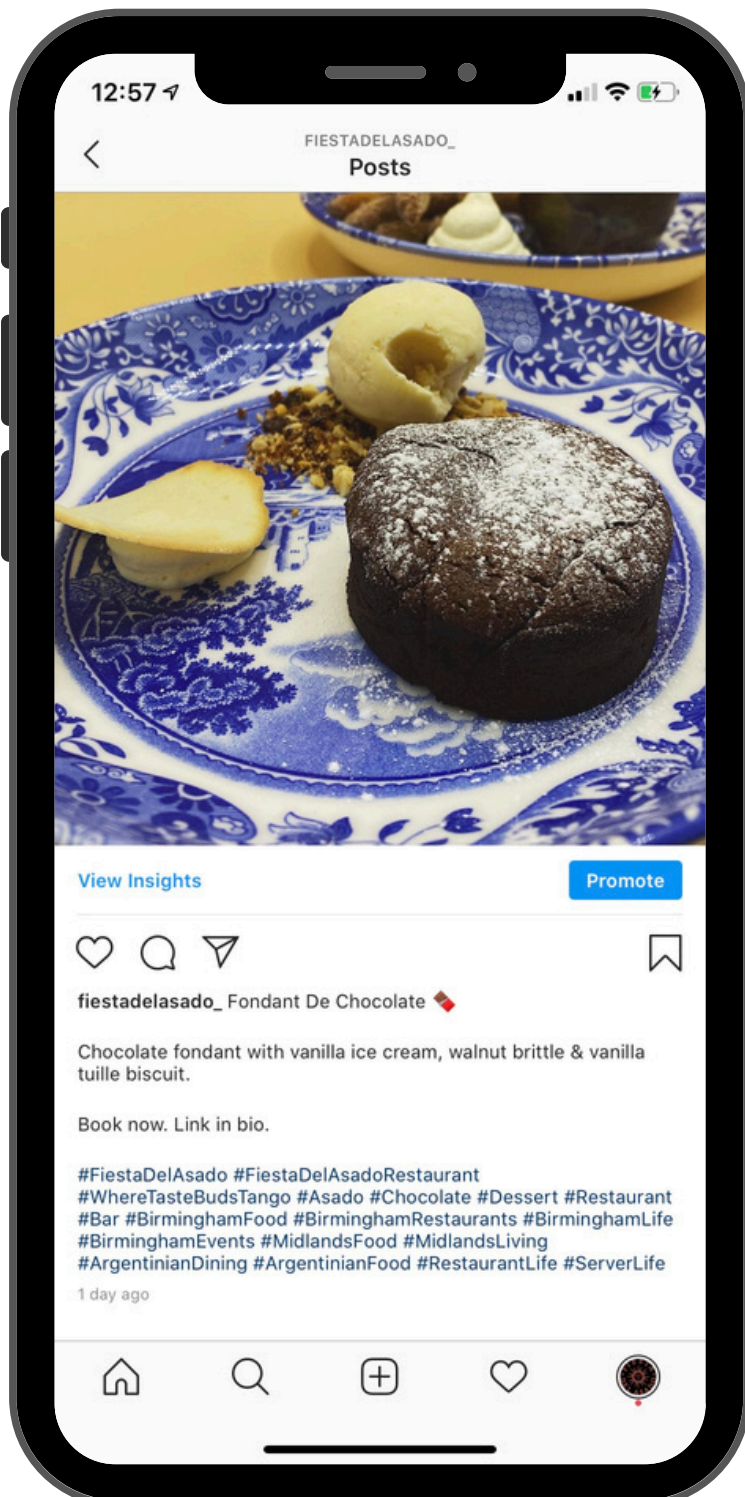 12:57
FIESTADELASADO_
Posts
View Insights
Promote
fiestadelasado_ Fondant De Chocolate
Chocolate fondant with vanilla ice cream, walnut brittle & vanilla
tuille biscuit.
Book now. Link in bio.
#FiestaDelAsado #FiestaDelAsadoRestaurant
#WhereTasteBudsTango #Asado #Chocolate #Dessert #Restaurant
#Bar #BirminghamFood #BirminghamRestaurants #BirminghamLife
#BirminghamEvents #MidlandsFood #MidlandsLiving
#ArgentinianDining #ArgentinianFood #RestaurantLife #ServerLife
1 day ago